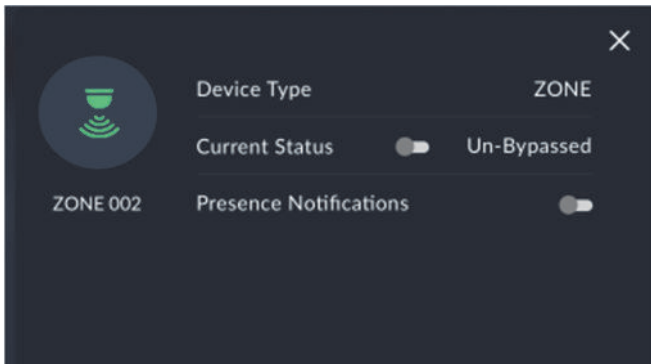 Device Type ZONE
Current Status Un-Bypassed
ZONE 002 Presence Notifications